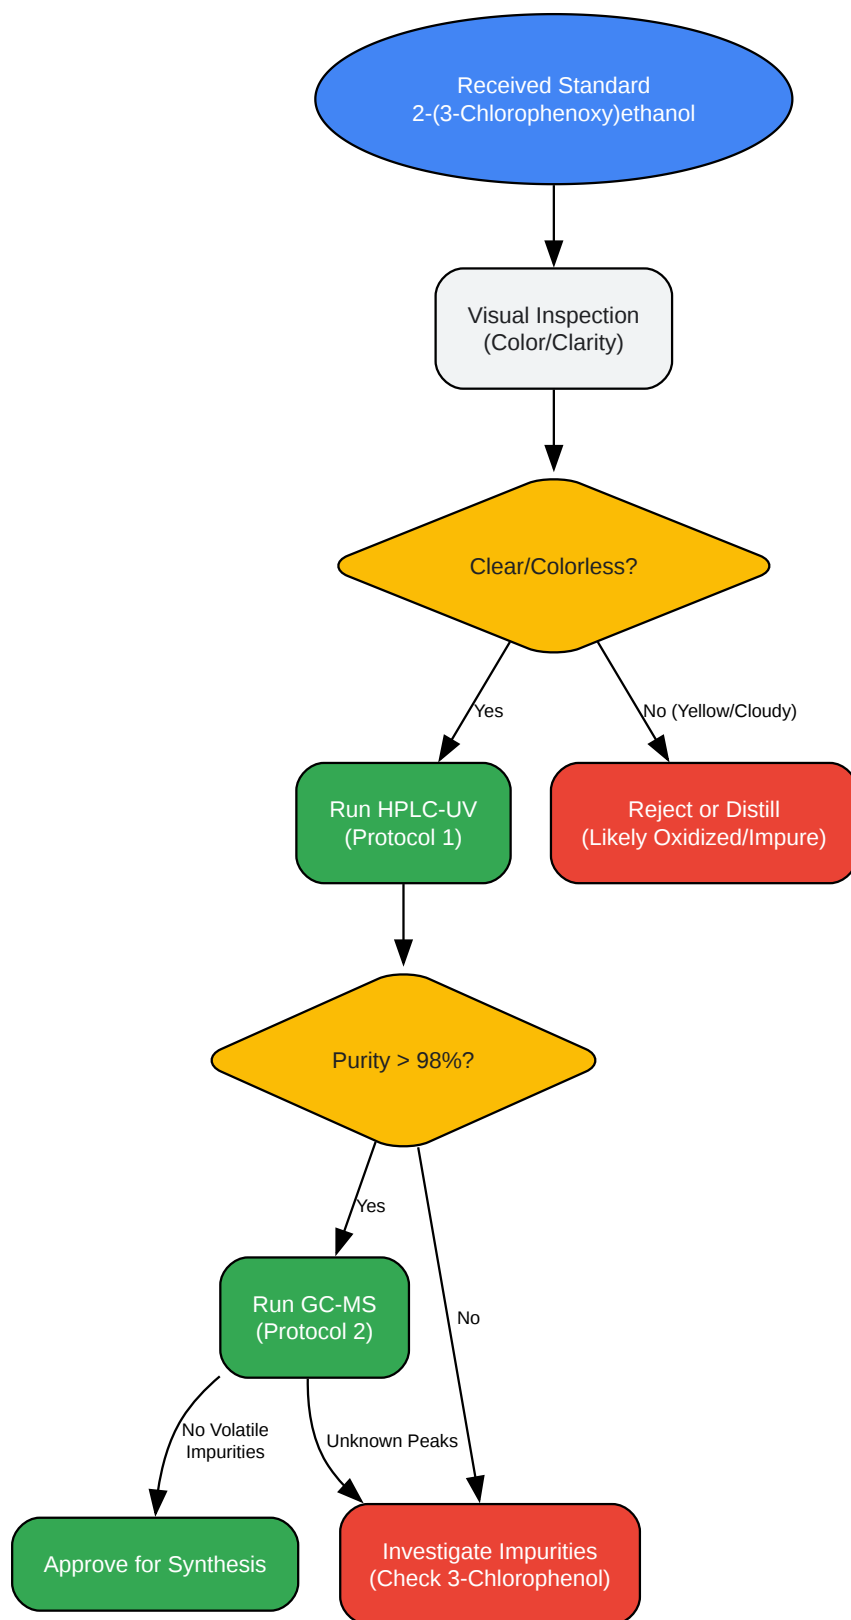 Received Standard
2-(3-Chlorophenoxy)ethanol
Visual Inspection
(Color/Clarity)
Clear/Colorless?
Yes
No (Yellow/Cloudy)
Run HPLC-UV
(Protocol 1)
Reject or Distill
(Likely Oxidized/Impure)
Purity > 98%?
Yes
Run GC-MS
(Protocol 2)
No
No Volatile
Impurities
Unknown Peaks
Approve for Synthesis
Investigate Impurities
(Check 3-Chlorophenol)